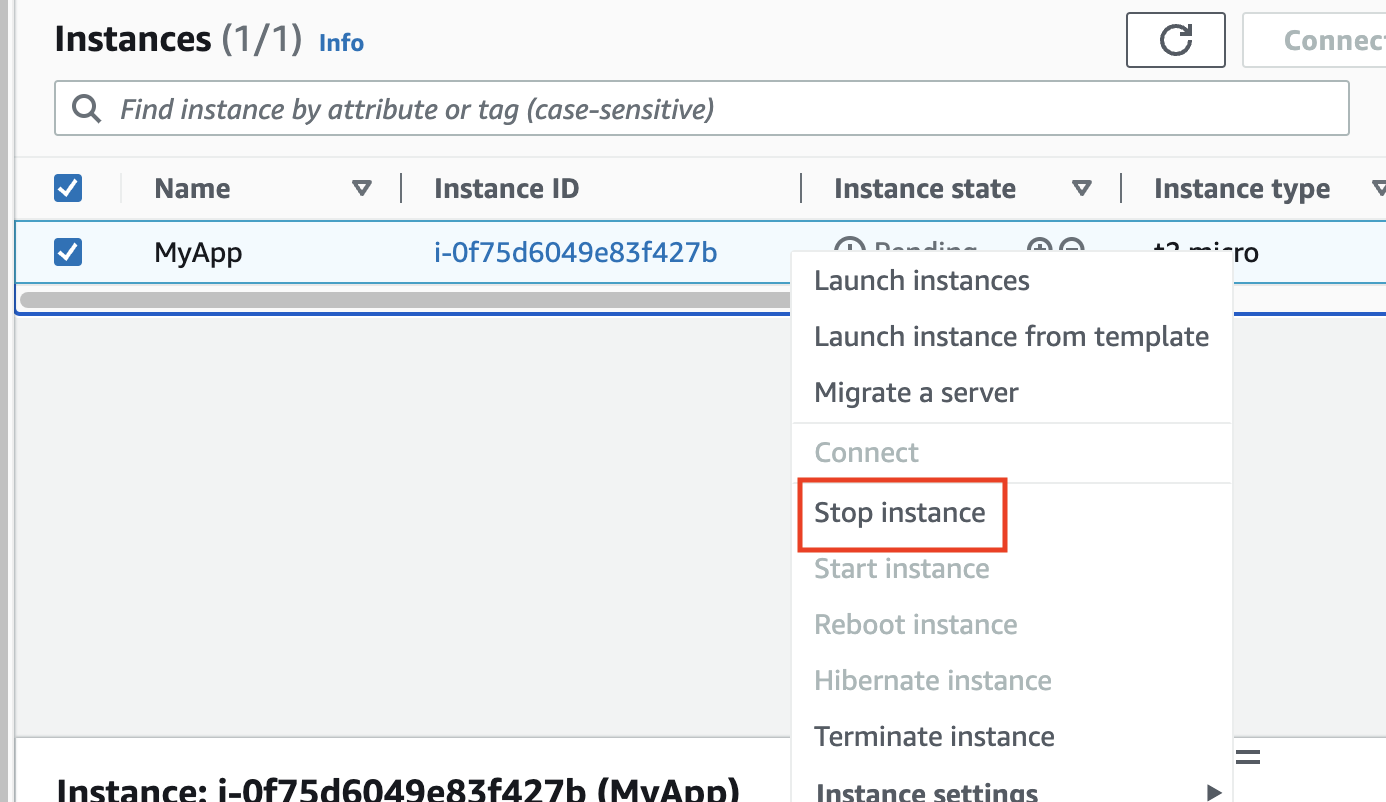 Instances (1/1) Info
Connec
Find instance by attribute or tag (case-sensitive)
Name Instance ID Instance state Instance type
MyApp i-0f75d6049e83f427b Pending t2.micro
Launch instances
Launch instance from template
Migrate a server
Connect
Stop instance
Start instance
Reboot instance
Hibernate instance
Terminate instance
Instance settings
Instance: i-0f75d6049e83f427b (MyApp)